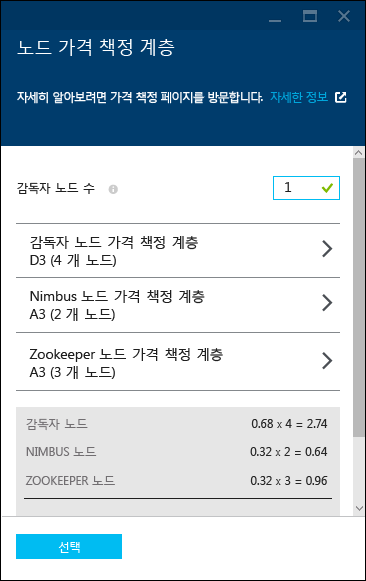 노드 가격 책정 계층
자세히 알아보려면 가격 책정 페이지를 방문합니다. 자세한 정보
감독자 노드 수 1
감독자 노드 가격 책정 계층
D3 (4 개 노드)
Nimbus 노드 가격 책정 계층
A3 (2 개 노드)
Zookeeper 노드 가격 책정 계층
A3 (3 개 노드)
감독자 노드 0.68 x 4 = 2.74
NIMBUS 노드 0.32 x 2 = 0.64
ZOOKEEPER 노드 0.32 x 3 = 0.96
선택